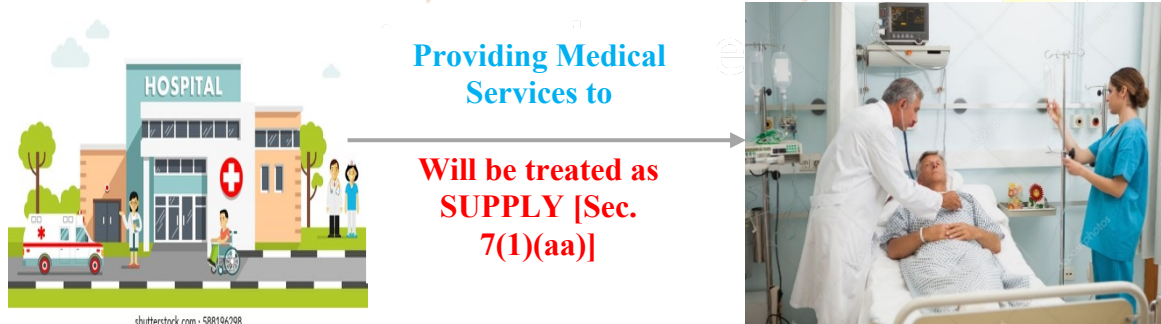 HOSPITAL
Providing Medical
Services to
Will be treated as
SUPPLY [Sec.
7(1)(aa)]
shutterstock.com · 588196298